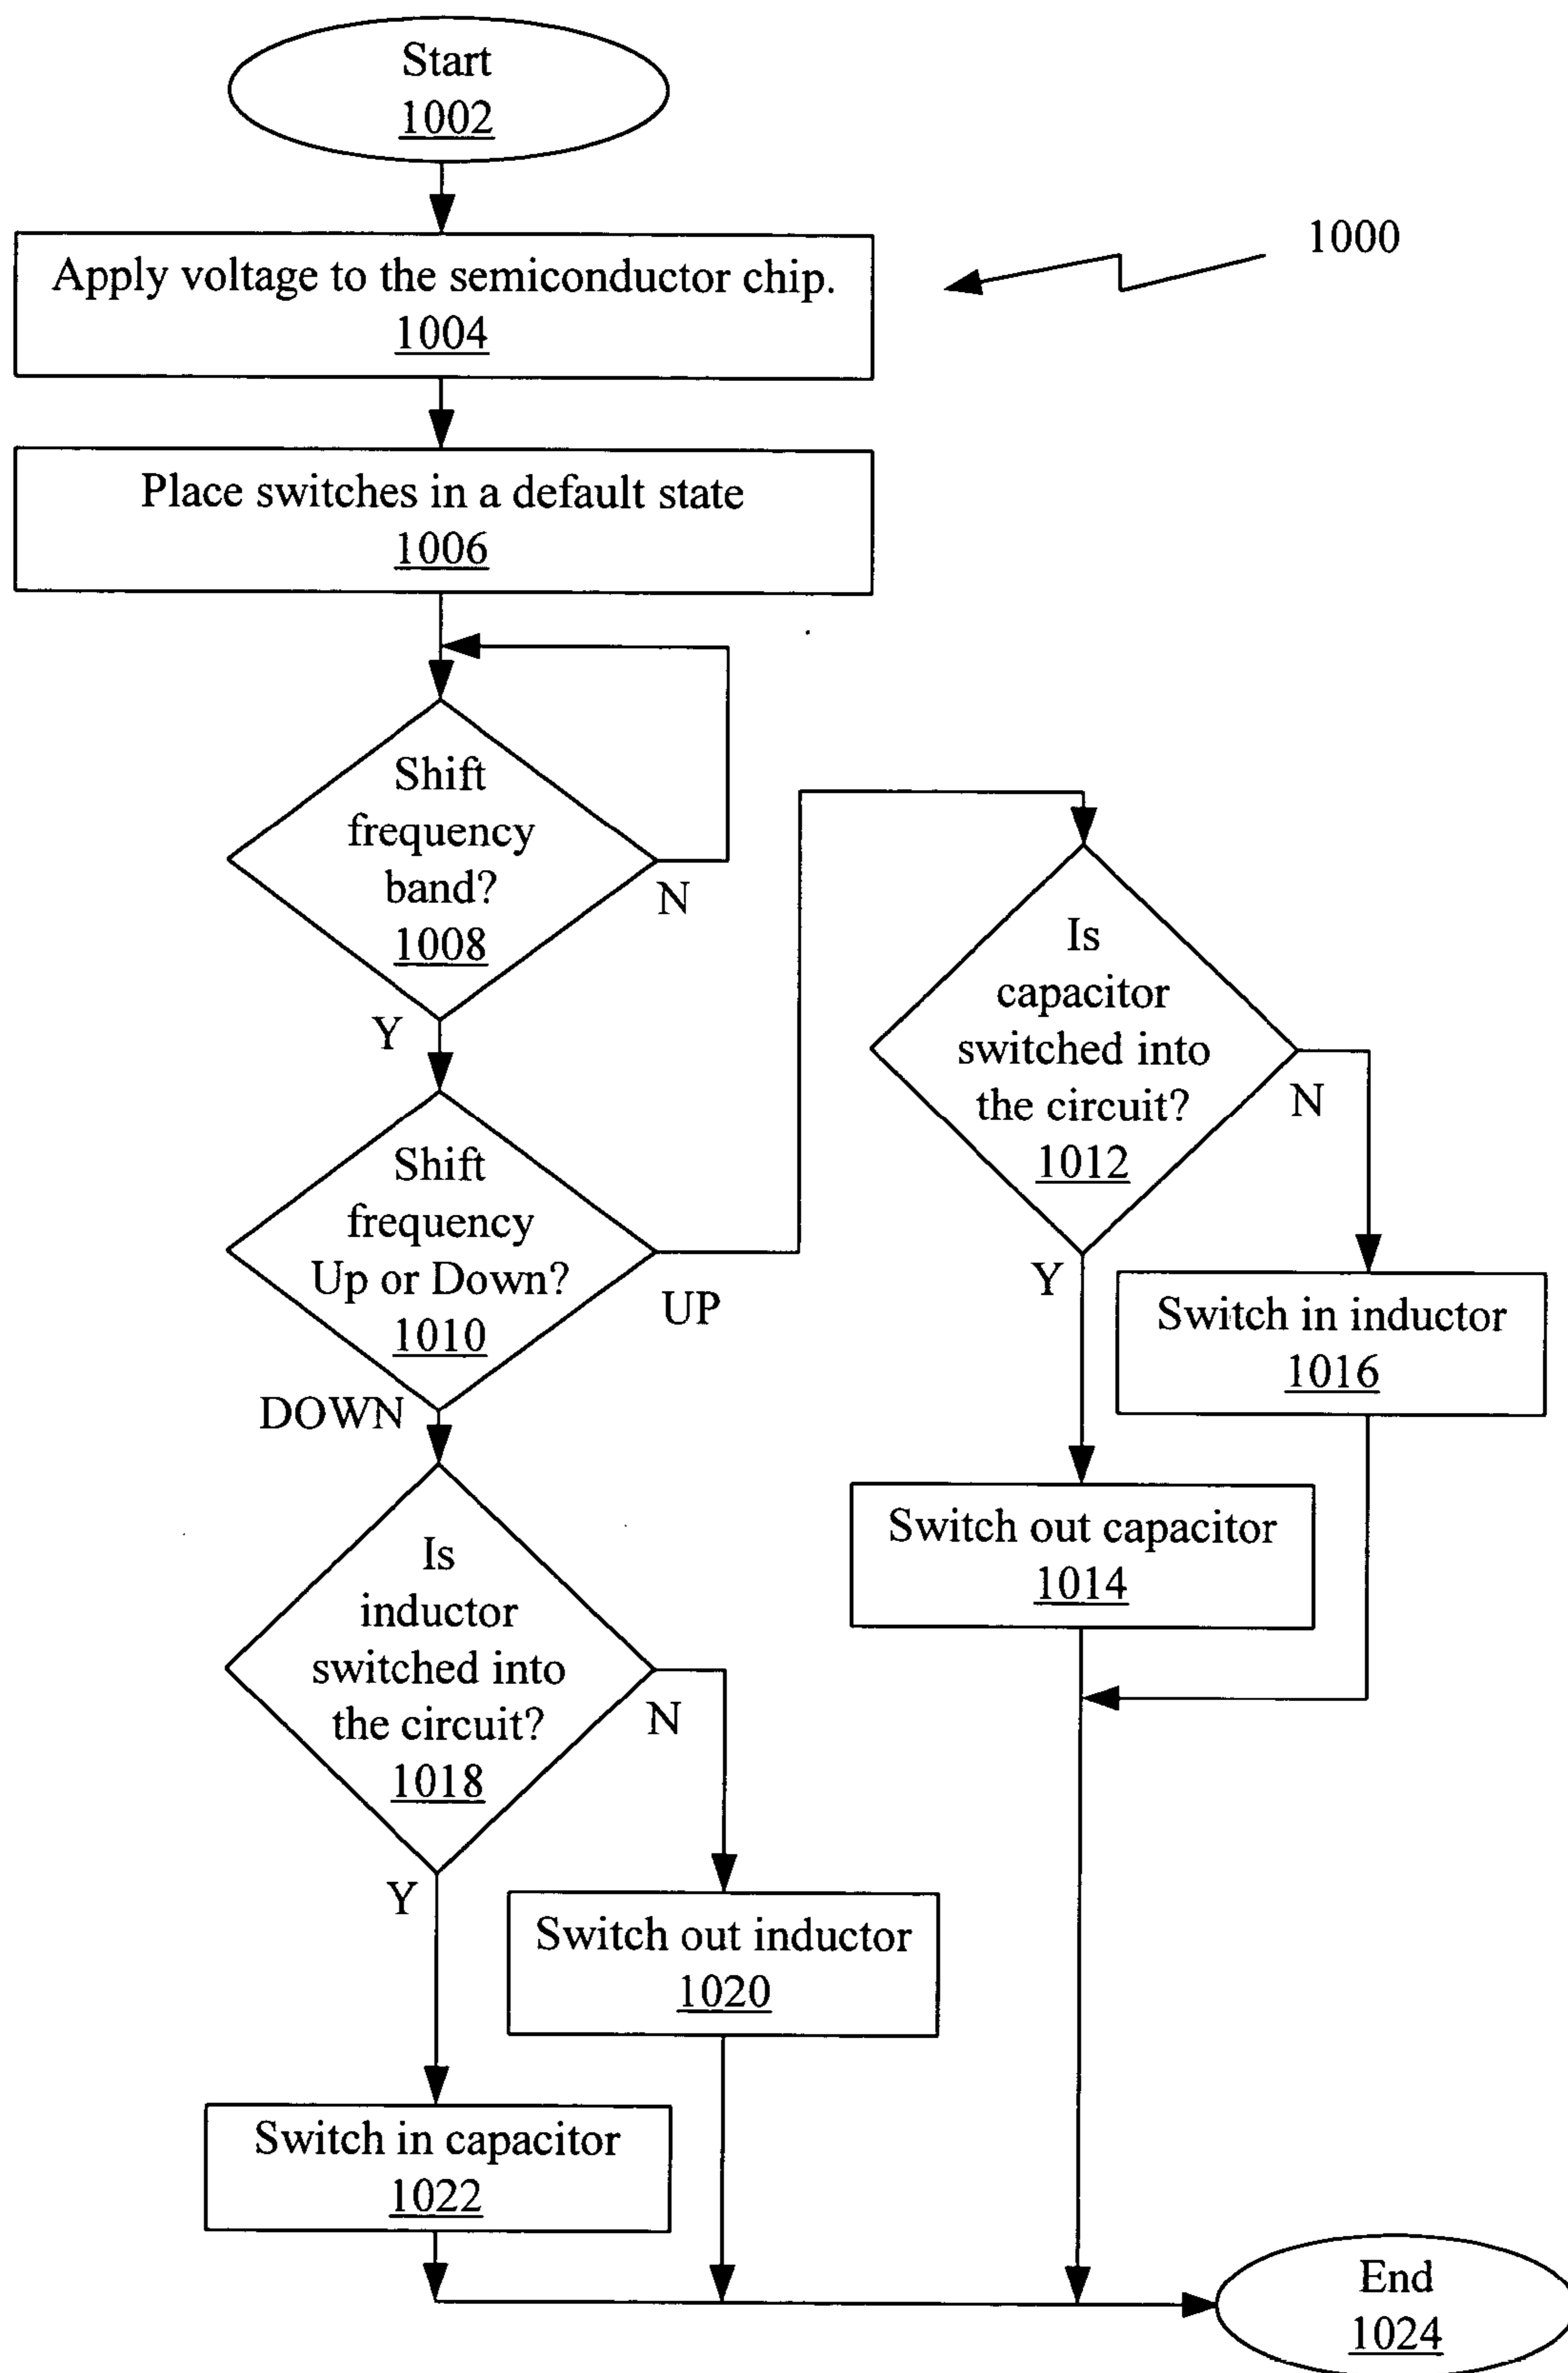 Start
1002
1000
Apply voltage to the semiconductor chip.
1004
Place switches in a default state
1006
Shift
frequency
band?
1008
N
Y
Shift
frequency
Up or Down?
1010
UP
DOWN
Is
capacitor
switched into
the circuit?
1012
N
Y
Switch in inductor
1016
Switch out capacitor
1014
Is
inductor
switched into
the circuit?
1018
N
Y
Switch out inductor
1020
Switch in capacitor
1022
End
1024